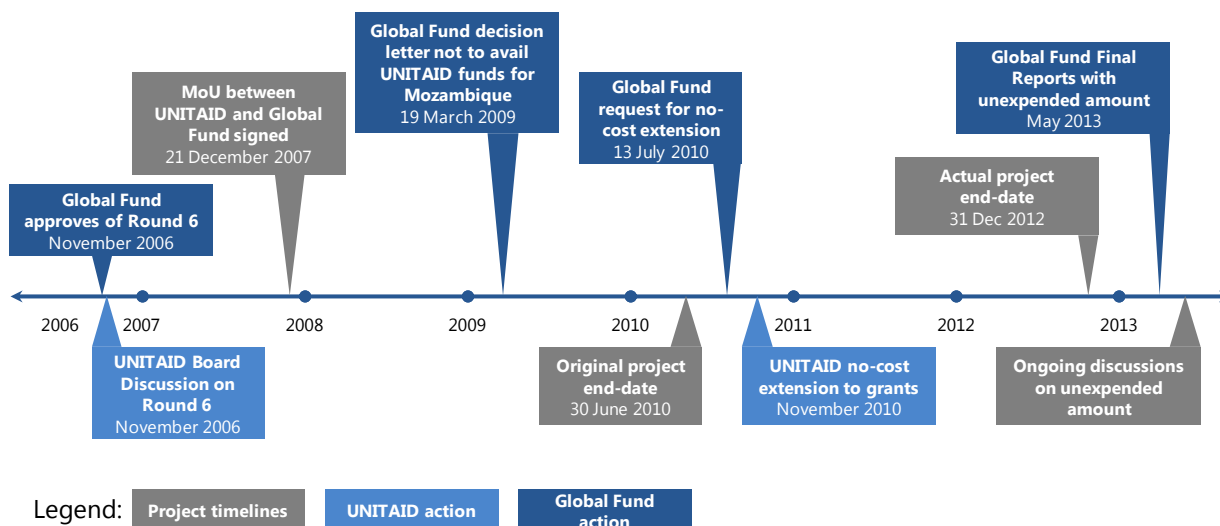 Global Fund decision
letter not to avail
UNITAID funds for
Mozambique
19 March 2009
Global Fund Final
Reports with
unexpended amount
May 2013
MoU between
UNITAID and Global
Fund signed
21 December 2007
Global Fund
request for no-
cost extension
13 July 2010
Actual project
end-date
31 Dec 2012
Global Fund
approves of Round 6
November 2006
2006
2007
2008
2009
2010
2011
2012
2013
UNITAID Board
Discussion on
Round 6
November 2006
Original project
end-date
30 June 2010
UNITAID no-cost
extension to grants
November 2010
Ongoing discussions
on unexpended
amount
Legend:
Project timelines
UNITAID action
Global Fund
action